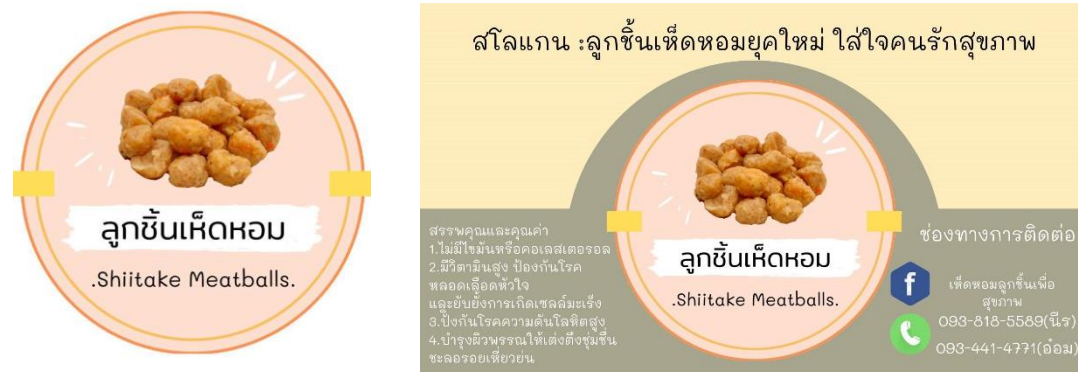 ลูกชิ้นเห็ดหอม
.Shiitake Meatballs.
สโลแกน :ลูกชิ้นเห็ดหอมยุคใหม่ ใส่ใจคนรักสุขภาพ
สรรพคุณและคุณค่า
1.ไม่มีไขมันหรือคอเลสเตอรอล
2.มีวิตามินสูง ป้องกันโรค
หลอดเลือดหัวใจ
และยับยั้งการเกิดเซลล์มะเร็ง
3.ป้งกันโรคความดันโลหิตสูง
4.บำรุงผิวพรรณให้เต่งตึงชุ่มชื่น
ชะลอรอยเหี่ยวย่น
ลูกชิ้นเห็ดหอม
.Shiitake Meatballs.
ช่องทางการติดต่อ
f
เห็ดหอมลูกชิ้นเพื่อ
สุขภาพ
093-818-5589(นีร)
093-441-4771(อ้อม)